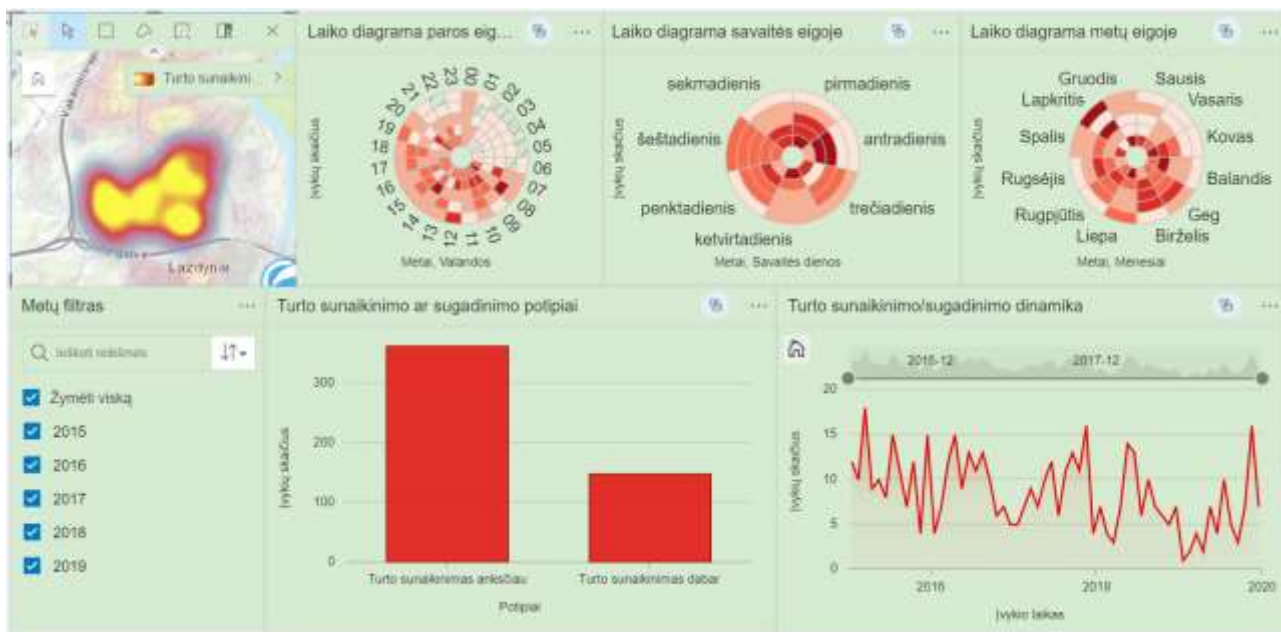 Laiko diagrama paros eig...
Laiko diagrama savaitės eigoje
Laiko diagrama metų eigoje
Turto sunaikini...
Lazdynai
Įvykių skaičius
00
01
02
03
04
05
06
07
08
09
10
11
12
13
14
15
16
17
18
19
20
21
22
23
Metai, Valandos
Įvykių skaičius
sekmadienis
pirmadienis
šeštadienis
antradienis
penktadienis
trečiadienis
ketvirtadienis
Metai, Savaitės dienos
Įvykių skaičius
Gruodis
Sausis
Lapkritis
Vasaris
Spalis
Kovas
Rugsėjis
Balandis
Rugpjūtis
Geg
Liepa
Birželis
Metai, Mėnesiai
Metų filtras
Ieškoti reikšmės
Žymėti viską
2015
2016
2017
2018
2019
Turto sunaikinimo ar sugadinimo potipiai
Įvykių skaičius
300
200
100
0
Turto sunaikinimas anksčiau
Turto sunaikinimas dabar
Potipiai
Turto sunaikinimo/sugadinimo dinamika
2015-12
2017-12
Įvykių skaičius
20
15
10
5
0
2016
2018
2020
Įvykio laikas